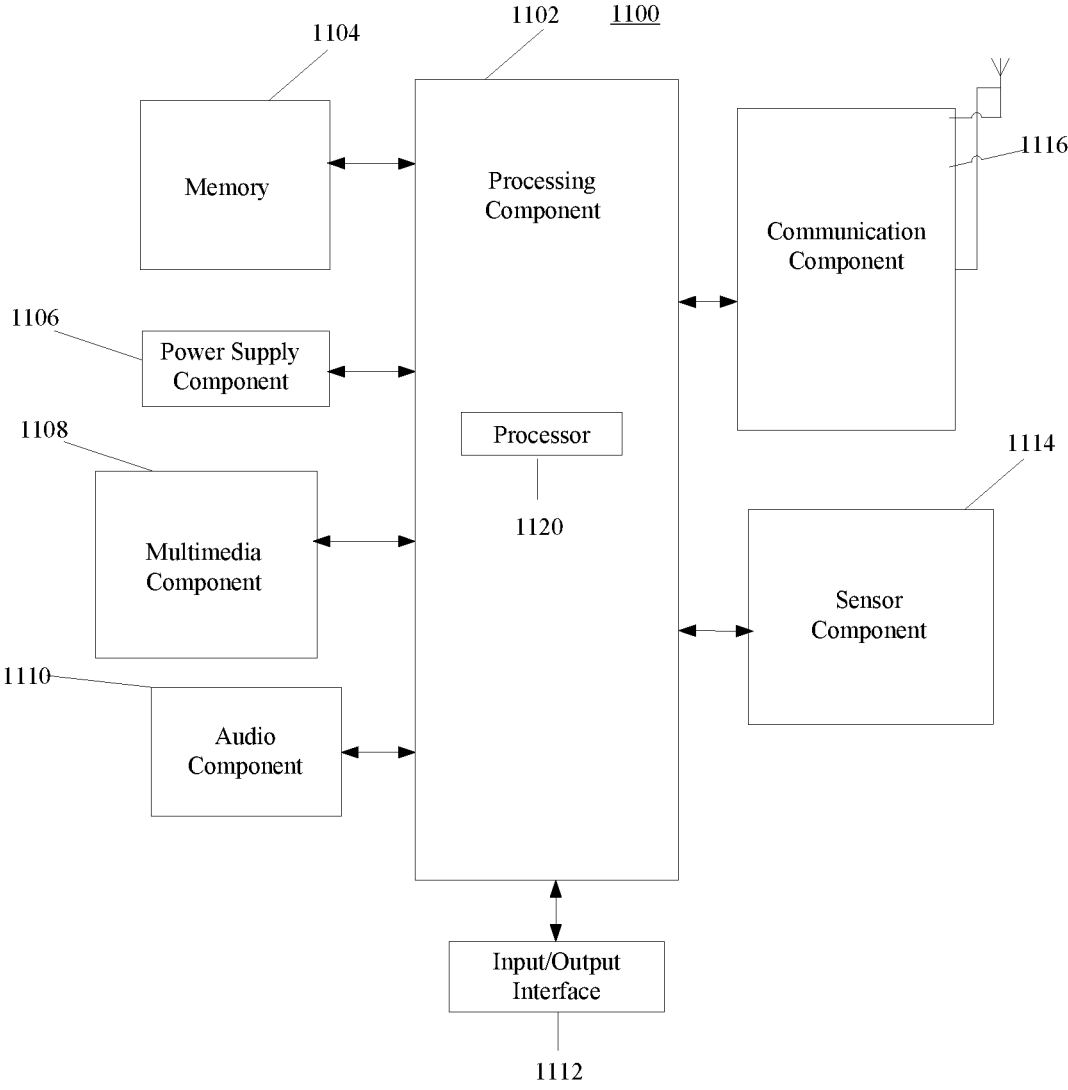 1102
1100
1104
Memory
Processing
Component
1116
Communication
Component
1106
Power Supply
Component
1108
Processor
1120
1114
Multimedia
Component
Sensor
Component
1110
Audio
Component
Input/Output
Interface
1112